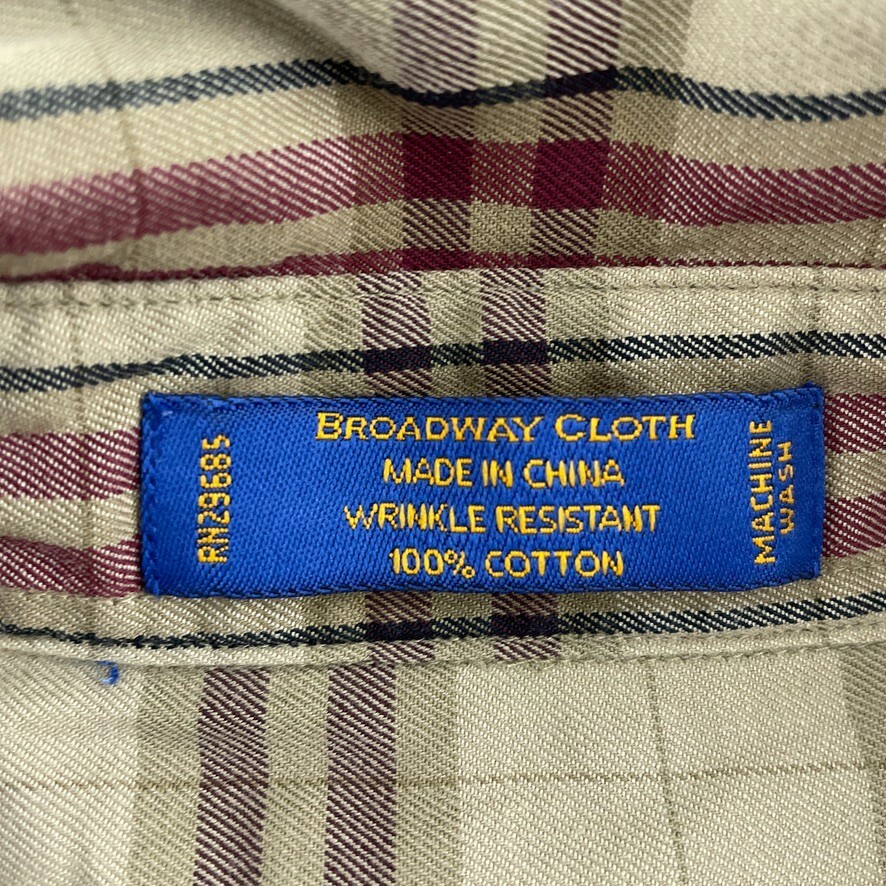 BROADWAY CLOTH
MADE IN CHINA
WRINKLE RESISTANT
100% COTTON
RN29685
MACHINE
WASH